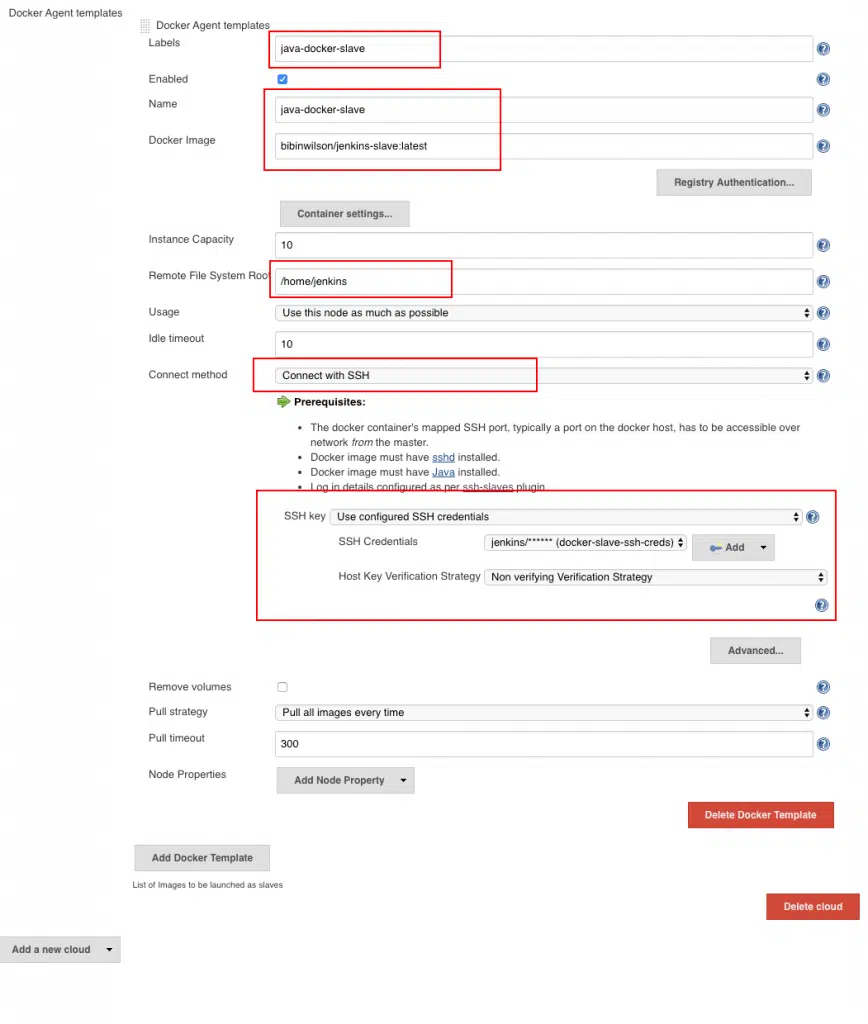 Docker Agent templates
Docker Agent templates
Labels
java-docker-slave
Enabled
Name
java-docker-slave
Docker Image
bibinwilson/jenkins-slave:latest
Registry Authentication...
Container settings...
Instance Capacity
10
Remote File System Root
/home/jenkins
Usage
Use this node as much as possible
Idle timeout
10
Connect method
Connect with SSH
Prerequisites:
• The docker container's mapped SSH port, typically a port on the docker host, has to be accessible over
network from the master.
• Docker image must have sshd installed.
• Docker image must have Java installed.
• Log in details configured as per ssh-slaves plugin.
SSH key
Use configured SSH credentials
SSH Credentials
jenkins/****** (docker-slave-ssh-creds)
Add
Host Key Verification Strategy
Non verifying Verification Strategy
Advanced...
Remove volumes
Pull strategy
Pull all images every time
Pull timeout
300
Node Properties
Add Node Property
Delete Docker Template
Add Docker Template
List of Images to be launched as slaves
Delete cloud
Add a new cloud